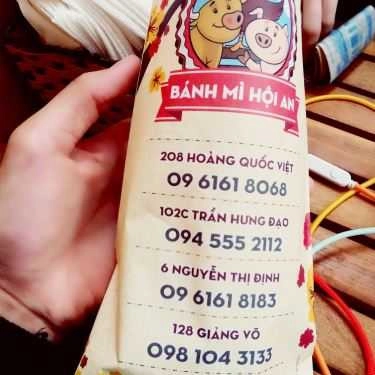 BÁNH MÌ HỘI AN
208 HOÀNG QUỐC VIỆT
09 6161 8068
102C TRẦN HƯNG ĐẠO
094 555 2112
6 NGUYỄN THỊ ĐỊNH
09 6161 8183
128 GIẢNG VÕ
098 104 3133